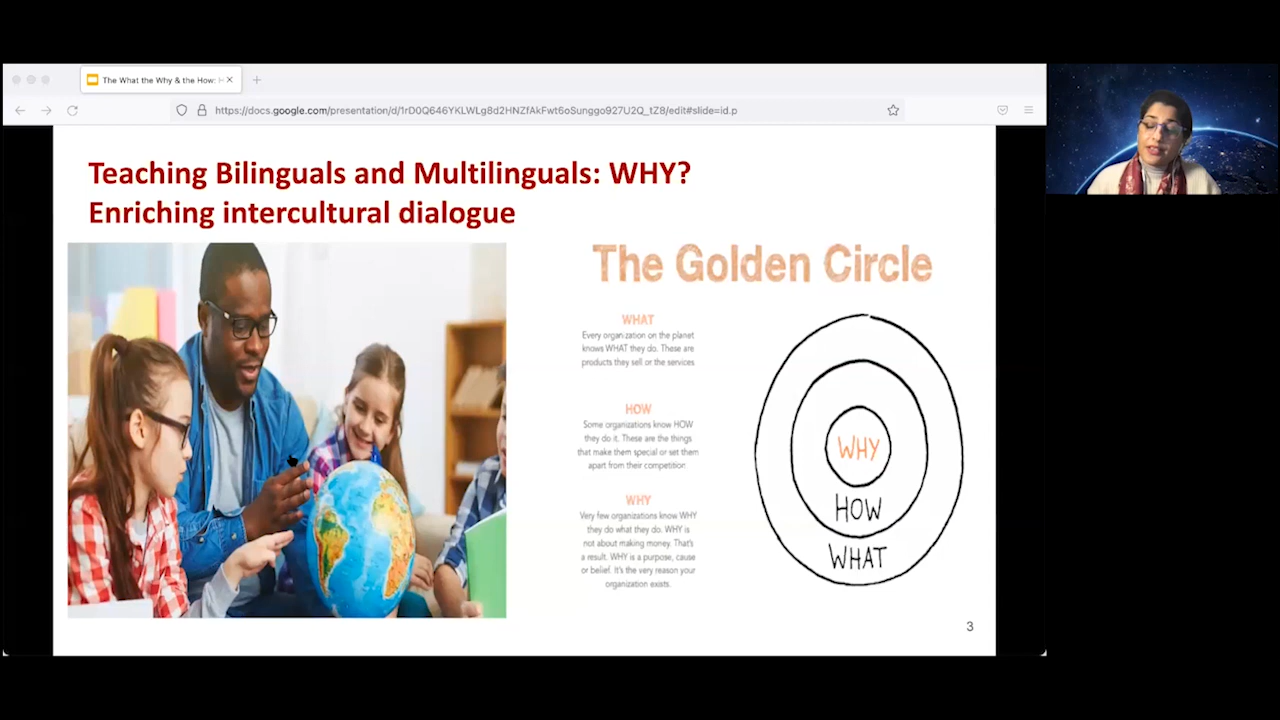 The What the Why & the How:
https://docs.google.com/presentation/d/1rD0Q646YKLWLg8d2HNZfAkFwt6oSunggo927U2Q_tZ8/edit#slide=id.p
Teaching Bilinguals and Multilinguals: WHY?
Enriching intercultural dialogue
The Golden Circle
WHAT
Every organization on the planet
knows WHAT they do. These are
products they sell or the services
HOW
Some organizations know HOW
they do it. These are the things
that make them special or set them
apart from their competition
WHY
Very few organizations know WHY
they do what they do. WHY is
not about making money. That's
a result. WHY is a purpose, cause
or belief. It's the very reason your
organization exists.
WHY
HOW
WHAT
3